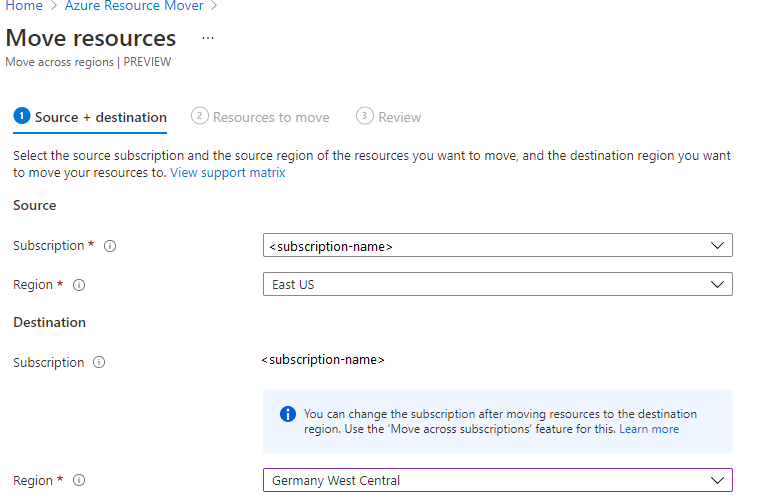 Home > Azure Resource Mover >
Move resources ...
Move across regions | PREVIEW
1 Source + destination 2 Resources to move 3 Review
Select the source subscription and the source region of the resources you want to move, and the destination region you want
to move your resources to. View support matrix
Source
Subscription * <subscription-name>
Region * East US
Destination
Subscription <subscription-name>
You can change the subscription after moving resources to the destination
region. Use the 'Move across subscriptions' feature for this. Learn more
Region * Germany West Central